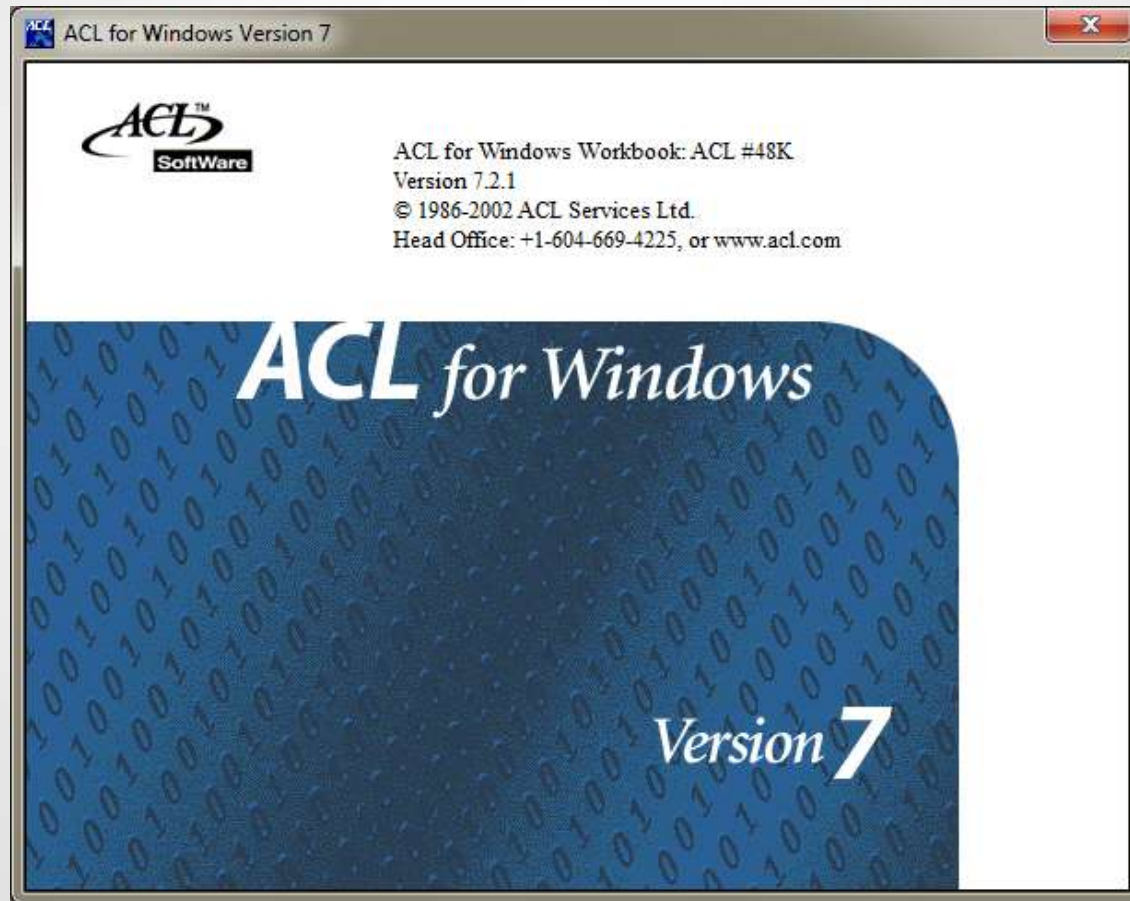 ACL for Windows Version 7
ACL™
SoftWare
ACL for Windows Workbook: ACL #48K
Version 7.2.1
© 1986-2002 ACL Services Ltd.
Head Office: +1-604-669-4225, or www.acl.com
ACL for Windows
Version 7